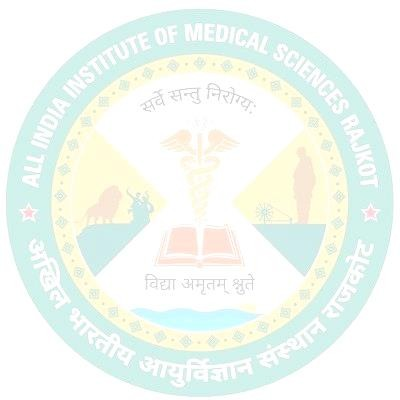 ALL INDIA INSTITUTE OF MEDICAL SCIENCES RAJKOT
सर्वे सन्तु निरोग्यः
विद्या अमृतम् श्नुते
अखिल भारतीय आयुर्विज्ञान संस्थान राजकोट